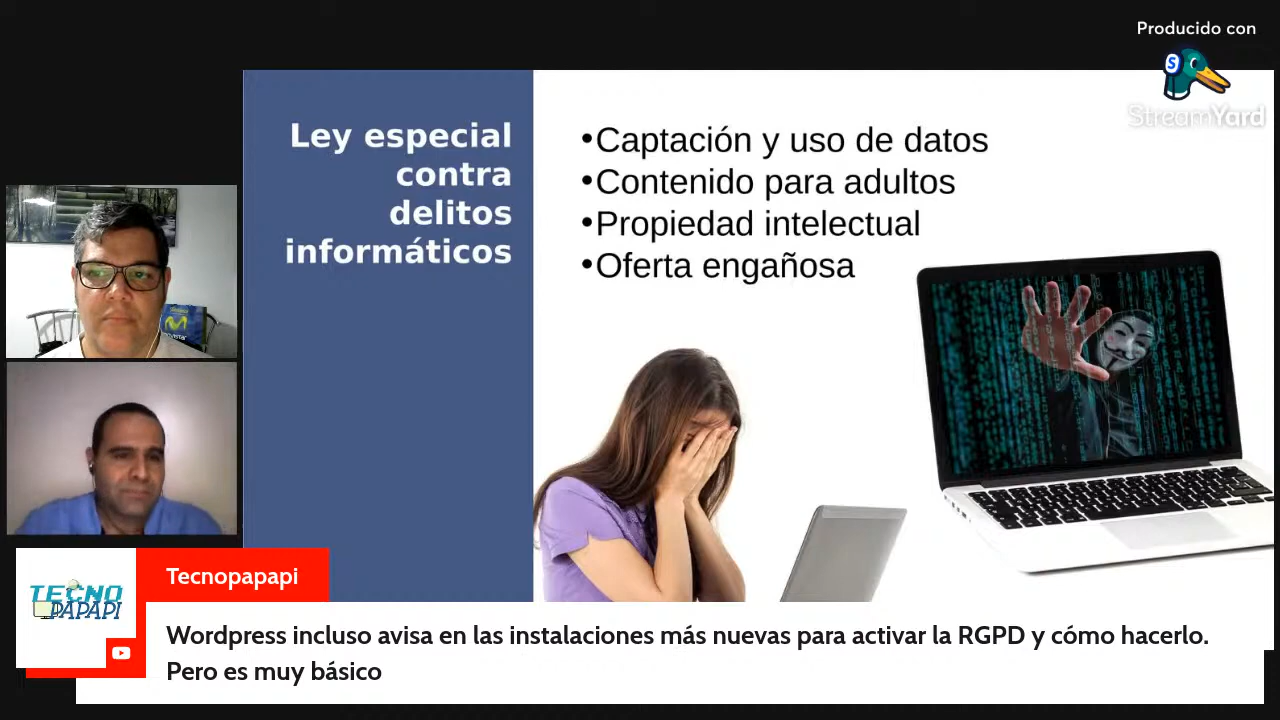 Producido con
S
StreamYard
Ley especial
contra
delitos
informáticos
•Captación y uso de datos
•Contenido para adultos
•Propiedad intelectual
•Oferta engañosa
movistar
TECNO
PAPAPI
Tecnopapapi
Wordpress incluso avisa en las instalaciones más nuevas para activar la RGPD y cómo hacerlo.
Pero es muy básico